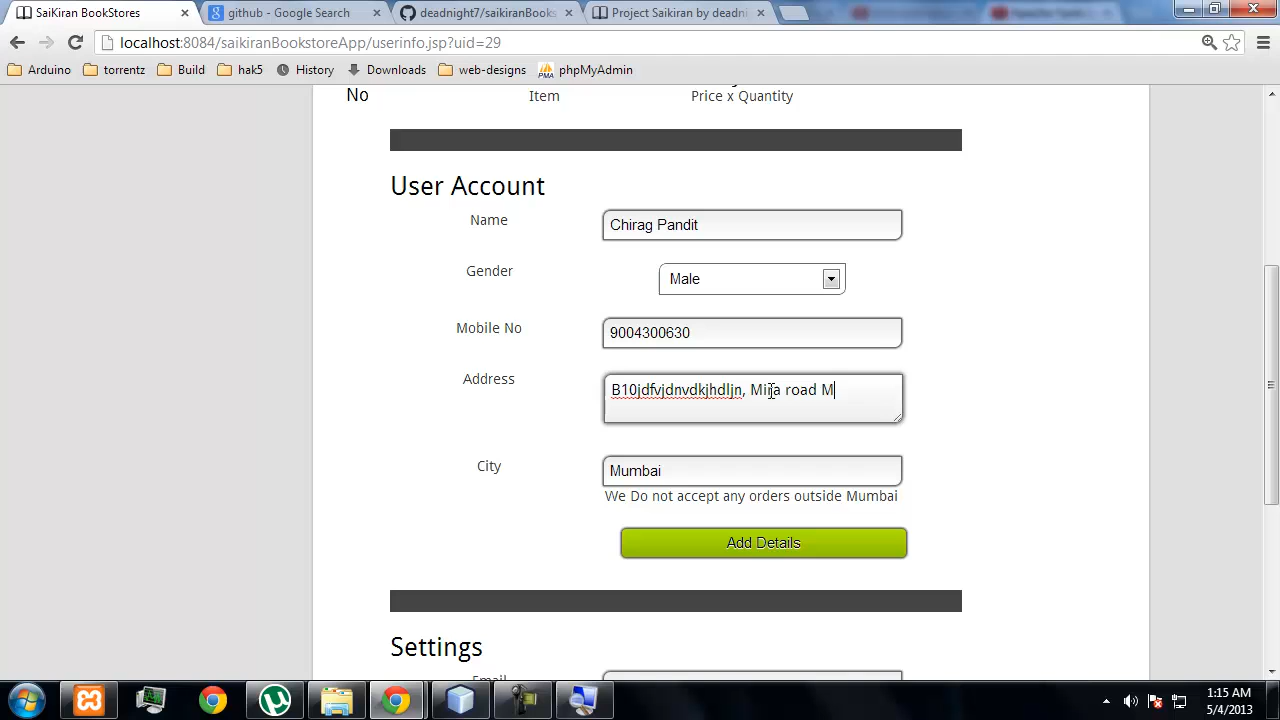 SaiKiran BookStores
github - Google Search
deadnight7/saikiranBooks
Project Saikiran by deadni
localhost:8084/saikiranBookstoreApp/userinfo.jsp?uid=29
Arduino
torrentz
Build
hak5
History
Downloads
web-designs
PMA
phpMyAdmin
No
Item
Price x Quantity
User Account
Name
Chirag Pandit
Gender
Male
Mobile No
9004300630
Address
B10jdfvjdnvdkjhdljn, Mira road M
City
Mumbai
We Do not accept any orders outside Mumbai
Add Details
Settings
1:15 AM
5/4/2013